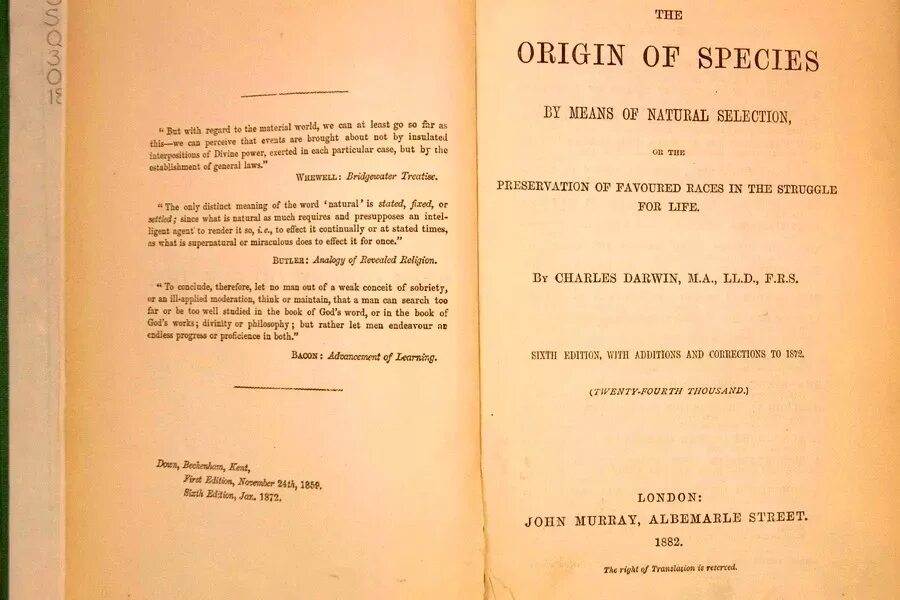 S
Q
3
0
18
" But with regard to the material world, we can at least go so far as
this—we can perceive that events are brought about not by insulated
interpositions of Divine power, exerted in each particular case, but by the
establishment of general laws."
WHEWELL: Bridgewater Treatise.
" The only distinct meaning of the word ‘natural’ is stated, fixed, or
settled; since what is natural as much requires and presupposes an intel-
ligent agent to render it so, i.e., to effect it continually or at stated times,
as what is supernatural or miraculous does to effect it for once."
BUTLER: Analogy of Revealed Religion.
" To conclude, therefore, let no man out of a weak conceit of sobriety,
or an ill-applied moderation, think or maintain, that a man can search too
far or be too well studied in the book of God's word, or in the book of
God's works; divinity or philosophy; but rather let men endeavour an
endless progress or proficience in both."
BACON: Advancement of Learning.
Down, Beckenham, Kent,
First Edition, November 24th, 1859.
Sixth Edition, Jan. 1872.
THE
ORIGIN OF SPECIES
BY MEANS OF NATURAL SELECTION,
OR THE
PRESERVATION OF FAVOURED RACES IN THE STRUGGLE
FOR LIFE.
BY CHARLES DARWIN, M.A., LL.D., F.R.S.
SIXTH EDITION, WITH ADDITIONS AND CORRECTIONS TO 1872.
(TWENTY-FOURTH THOUSAND.)
LONDON:
JOHN MURRAY, ALBEMARLE STREET.
1882.
The right of Translation is reserved.